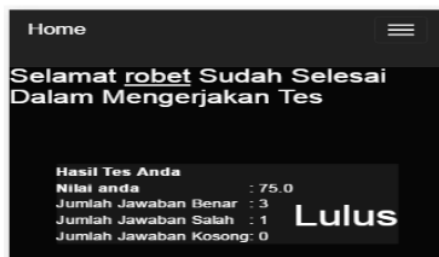 Home
Selamat robet Sudah Selesai
Dalam Mengerjakan Tes
Hasil Tes Anda
Nilai anda : 75.0
Jumlah Jawaban Benar : 3
Jumlah Jawaban Salah : 1
Jumlah Jawaban Kosong: 0
Lulus